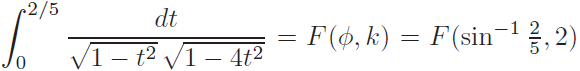 ∫₀^{2/5} dt / (√(1 − t²) √(1 − 4t²)) = F(ϕ, k) = F(sin⁻¹ 2/5, 2)